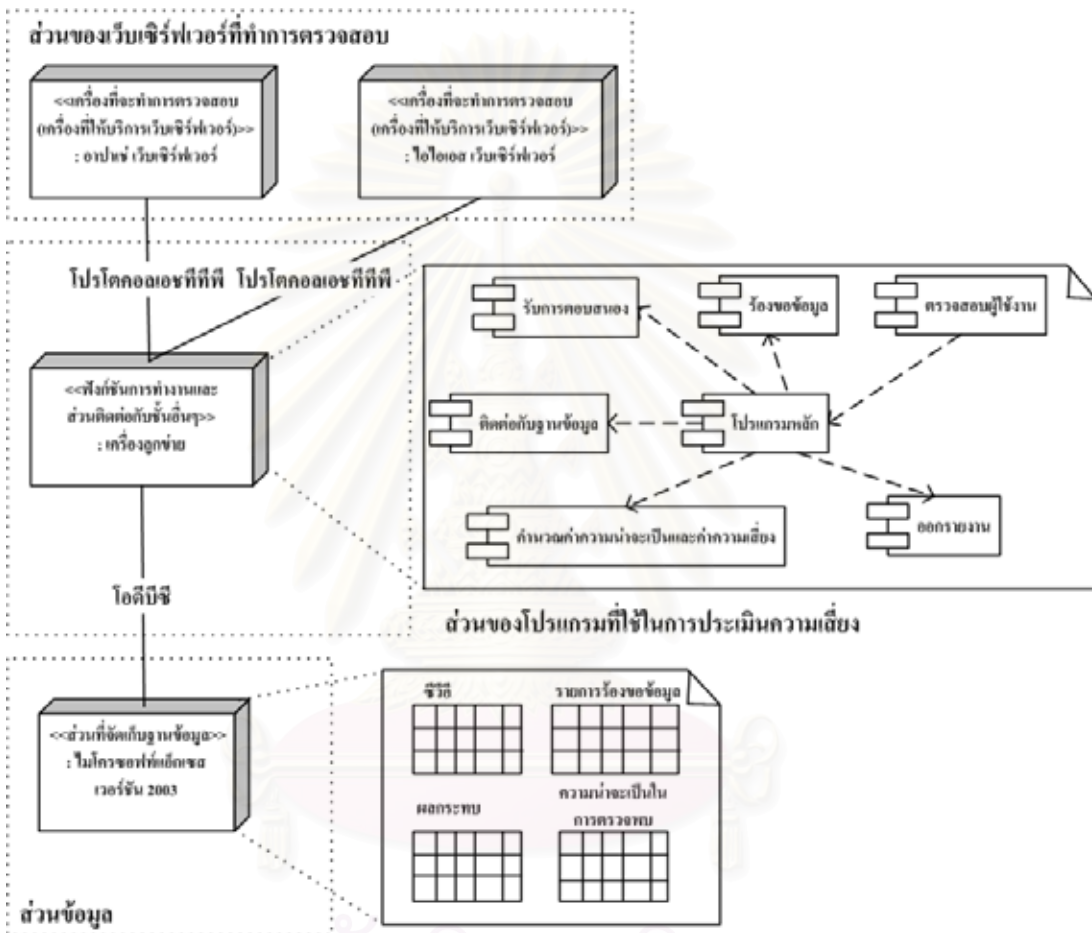 ส่วนของเว็บเซิร์ฟเวอร์ที่ทำการตรวจสอบ
<<เครื่องที่จะทำการตรวจสอบ
(เครื่องที่ให้บริการเว็บเซิร์ฟเวอร์)>>
: อาปาเช่ เว็บเซิร์ฟเวอร์
<<เครื่องที่จะทำการตรวจสอบ
(เครื่องที่ให้บริการเว็บเซิร์ฟเวอร์)>>
: ไอไอเอส เว็บเซิร์ฟเวอร์
โปรโตคอลเอชทีทีพี
โปรโตคอลเอชทีทีพี
<<ฟังก์ชันการทำงานและ
ส่วนติดต่อกับชั้นอื่นๆ>>
: เครื่องลูกข่าย
รับการตอบสนอง
ร้องขอข้อมูล
ตรวจสอบผู้ใช้งาน
ติดต่อกับฐานข้อมูล
โปรแกรมหลัก
คำนวณค่าความน่าจะเป็นและค่าความเสี่ยง
ออกรายงาน
ส่วนของโปรแกรมที่ใช้ในการประเมินความเสี่ยง
โอดีบีซี
<<ส่วนที่จัดเก็บฐานข้อมูล>>
: ไมโครซอฟท์แอ็กเซส
เวอร์ชัน 2003
ซีวีอี
รายการร้องขอข้อมูล
ผลกระทบ
ความน่าจะเป็นใน
การตรวจพบ
ส่วนข้อมูล